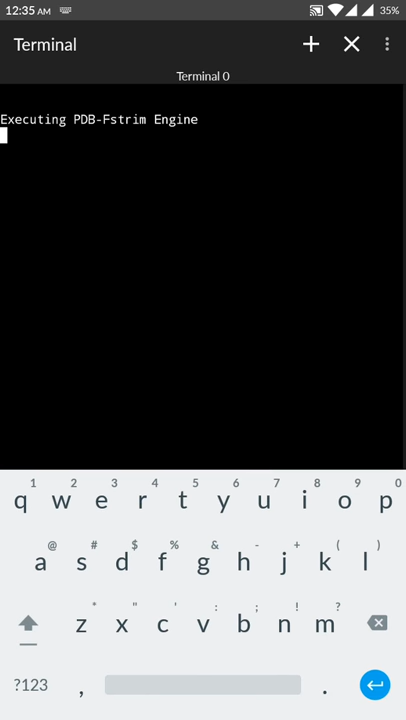 12:35 AM 35%
Terminal
Terminal 0
Executing PDB-Fstrim Engine
1 2 3 4 5 6 7 8 9 0
q w e r t y u i o p
@ # $ % & - + ( )
a s d f g h j k l
* " ' : ; ! ?
z x c v b n m
?123 , .